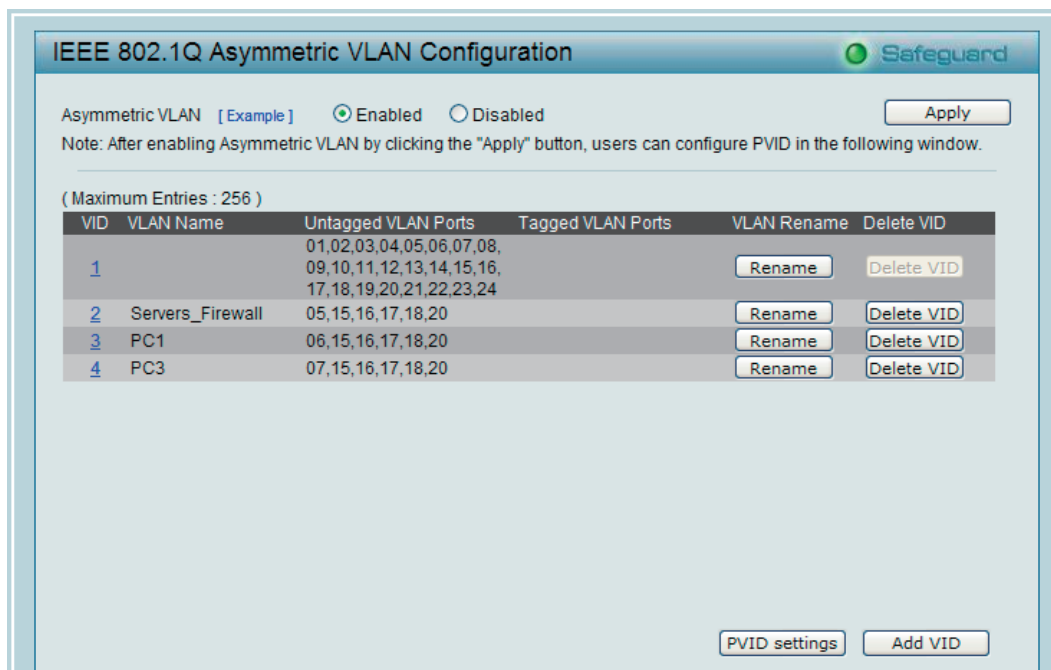 IEEE 802.1Q Asymmetric VLAN Configuration Safeguard
Asymmetric VLAN [ Example ] Enabled Disabled Apply
Note: After enabling Asymmetric VLAN by clicking the "Apply" button, users can configure PVID in the following window.
( Maximum Entries : 256 )
VID VLAN Name Untagged VLAN Ports Tagged VLAN Ports VLAN Rename Delete VID
01,02,03,04,05,06,07,08,
1 09,10,11,12,13,14,15,16, Rename Delete VID
17,18,19,20,21,22,23,24
2 Servers_Firewall 05,15,16,17,18,20 Rename Delete VID
3 PC1 06,15,16,17,18,20 Rename Delete VID
4 PC3 07,15,16,17,18,20 Rename Delete VID
PVID settings Add VID